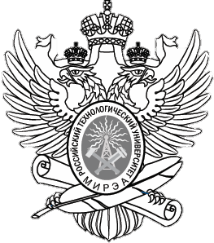 РОССИЙСКИЙ ТЕХНОЛОГИЧЕСКИЙ УНИВЕРСИТЕТ
МИРЭА